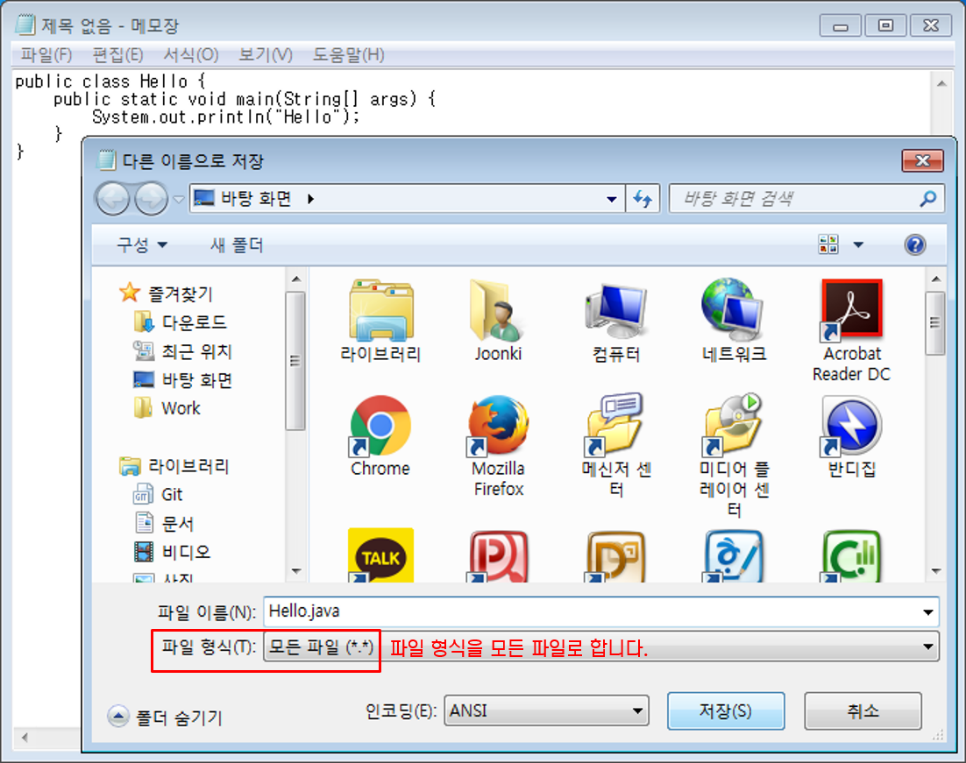 제목 없음 - 메모장
파일(F) 편집(E) 서식(O) 보기(V) 도움말(H)
public class Hello {
public static void main(String[] args) {
System.out.println("Hello");
}
}
다른 이름으로 저장
바탕 화면
바탕 화면 검색
구성
새 폴더
즐겨찾기
다운로드
최근 위치
바탕 화면
Work
라이브러리
Git
문서
비디오
사진
라이브러리
Joonki
컴퓨터
네트워크
Acrobat
Reader DC
Chrome
Mozilla
Firefox
메신저 센
터
미디어 플
레이어 센
터
반디집
TALK
파일 이름(N): Hello.java
파일 형식(T): 모든 파일 (*.*) 파일 형식을 모든 파일로 합니다.
폴더 숨기기
인코딩(E): ANSI
저장(S)
취소